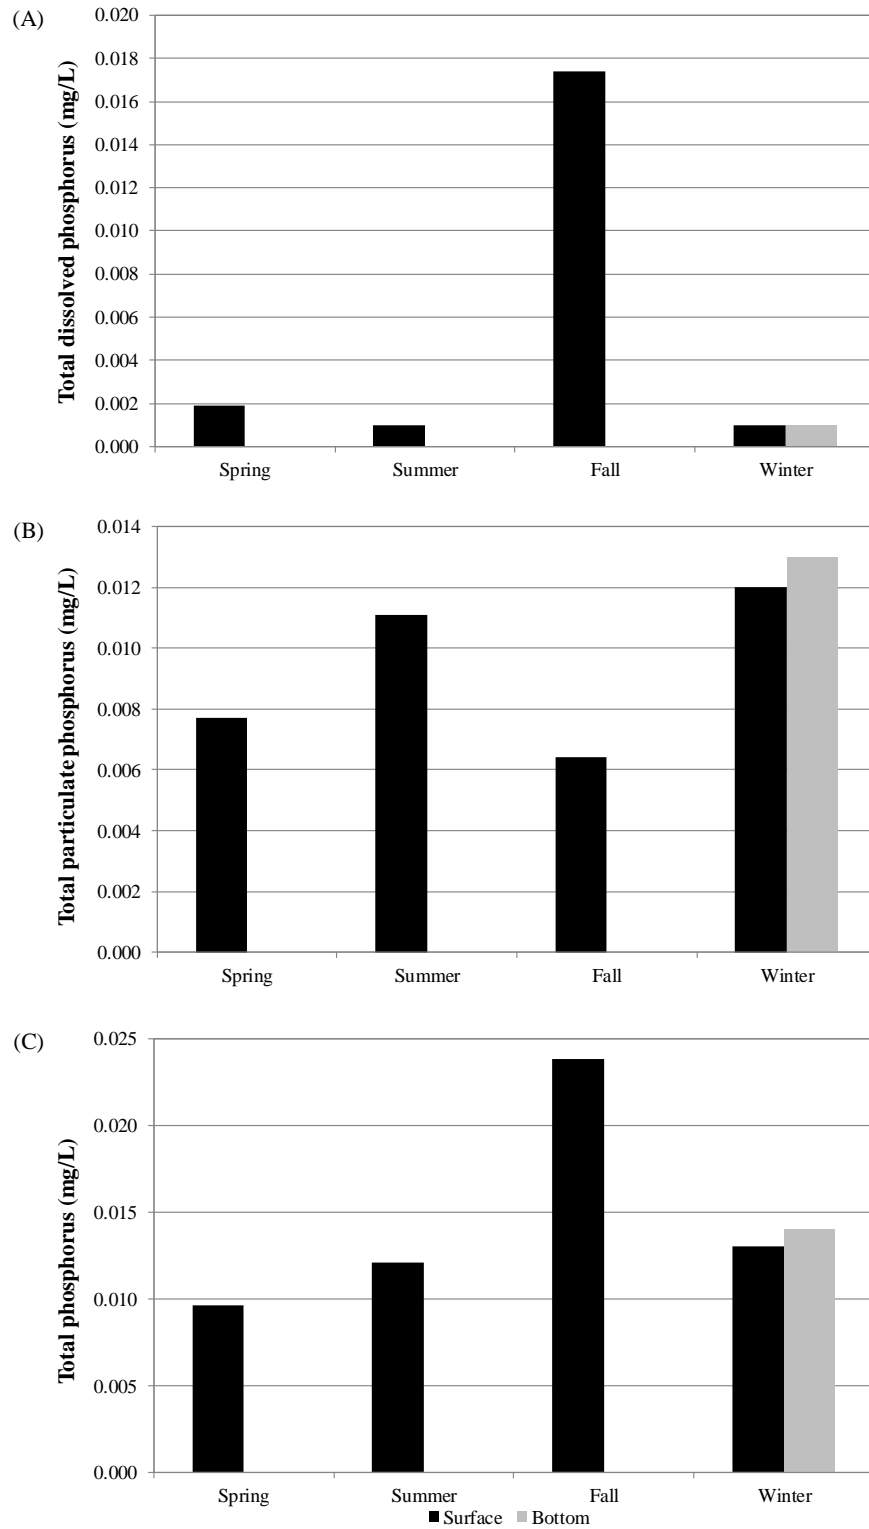 (A)
Total dissolved phosphorus (mg/L)
0.020
0.018
0.016
0.014
0.012
0.010
0.008
0.006
0.004
0.002
0.000
Spring Summer Fall Winter
(B)
Total particulate phosphorus (mg/L)
0.014
0.012
0.010
0.008
0.006
0.004
0.002
0.000
Spring Summer Fall Winter
(C)
Total phosphorus (mg/L)
0.025
0.020
0.015
0.010
0.005
0.000
Spring Summer Fall Winter
Surface Bottom